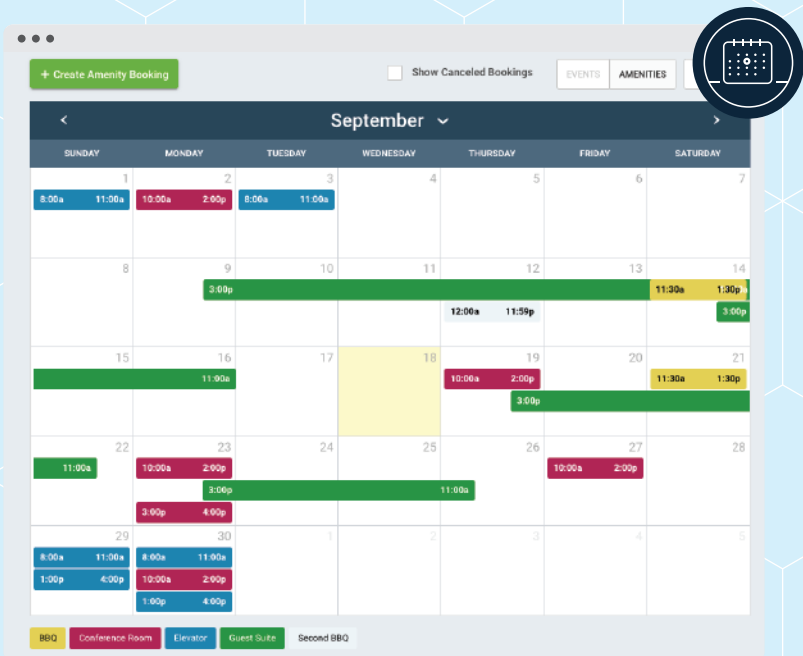 + Create Amenity Booking Show Canceled Bookings EVENTS AMENITIES
September
SUNDAY MONDAY TUESDAY WEDNESDAY THURSDAY FRIDAY SATURDAY
1 2 3 4 5 6 7
8:00a 11:00a 10:00a 2:00p 8:00a 11:00a
8 9 10 11 12 13 14
3:00p 11:30a 1:30p
12:00a 11:59p 3:00p
15 16 17 18 19 20 21
11:00a 10:00a 2:00p 11:30a 1:30p
3:00p
22 23 24 25 26 27 28
11:00a 10:00a 2:00p 10:00a 2:00p
3:00p 11:00a
3:00p 4:00p
29 30 1 2 3 4 5
8:00a 11:00a 8:00a 11:00a
1:00p 4:00p 10:00a 2:00p
1:00p 4:00p
BBQ Conference Room Elevator Guest Suite Second BBQ